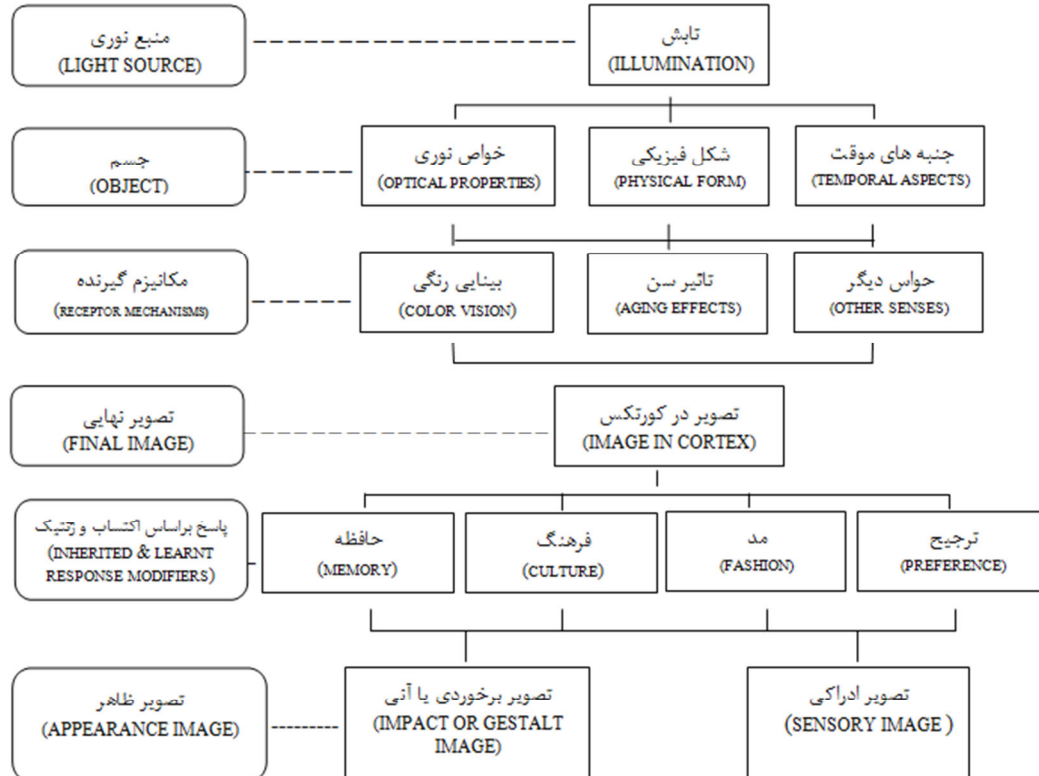 منبع نوری
(LIGHT SOURCE)
تابش
(ILLUMINATION)
جسم
(OBJECT)
خواص نوری
(OPTICAL PROPERTIES)
شکل فیزیکی
(PHYSICAL FORM)
جنبه های موقت
(TEMPORAL ASPECTS)
مکانیزم گیرنده
(RECEPTOR MECHANISMS)
بینایی رنگی
(COLOR VISION)
تاثیر سن
(AGING EFFECTS)
حواس دیگر
(OTHER SENSES)
تصویر نهایی
(FINAL IMAGE)
تصویر در کورتکس
(IMAGE IN CORTEX)
پاسخ براساس اکتساب و ژنتیک
(INHERITED & LEARNT
RESPONSE MODIFIERS)
حافظه
(MEMORY)
فرهنگ
(CULTURE)
مد
(FASHION)
ترجیح
(PREFERENCE)
تصویر ظاهر
(APPEARANCE IMAGE)
تصویر برخوردی یا آنی
(IMPACT OR GESTALT
IMAGE)
تصویر ادراکی
(SENSORY IMAGE )